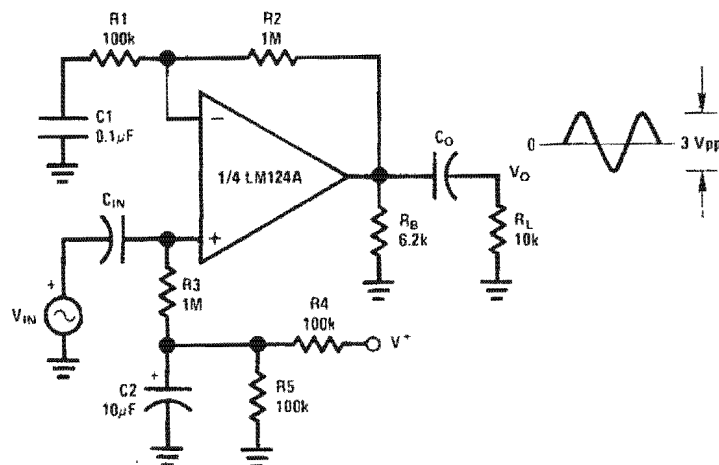 R1
100k
R2
1M
C1
0.1µF
−
1/4 LM124A
+
CIN
VIN
+
R3
1M
R4
100k
V+
C2
10µF
+
R5
100k
RB
6.2k
CO
VO
RL
10k
0
3 Vpp